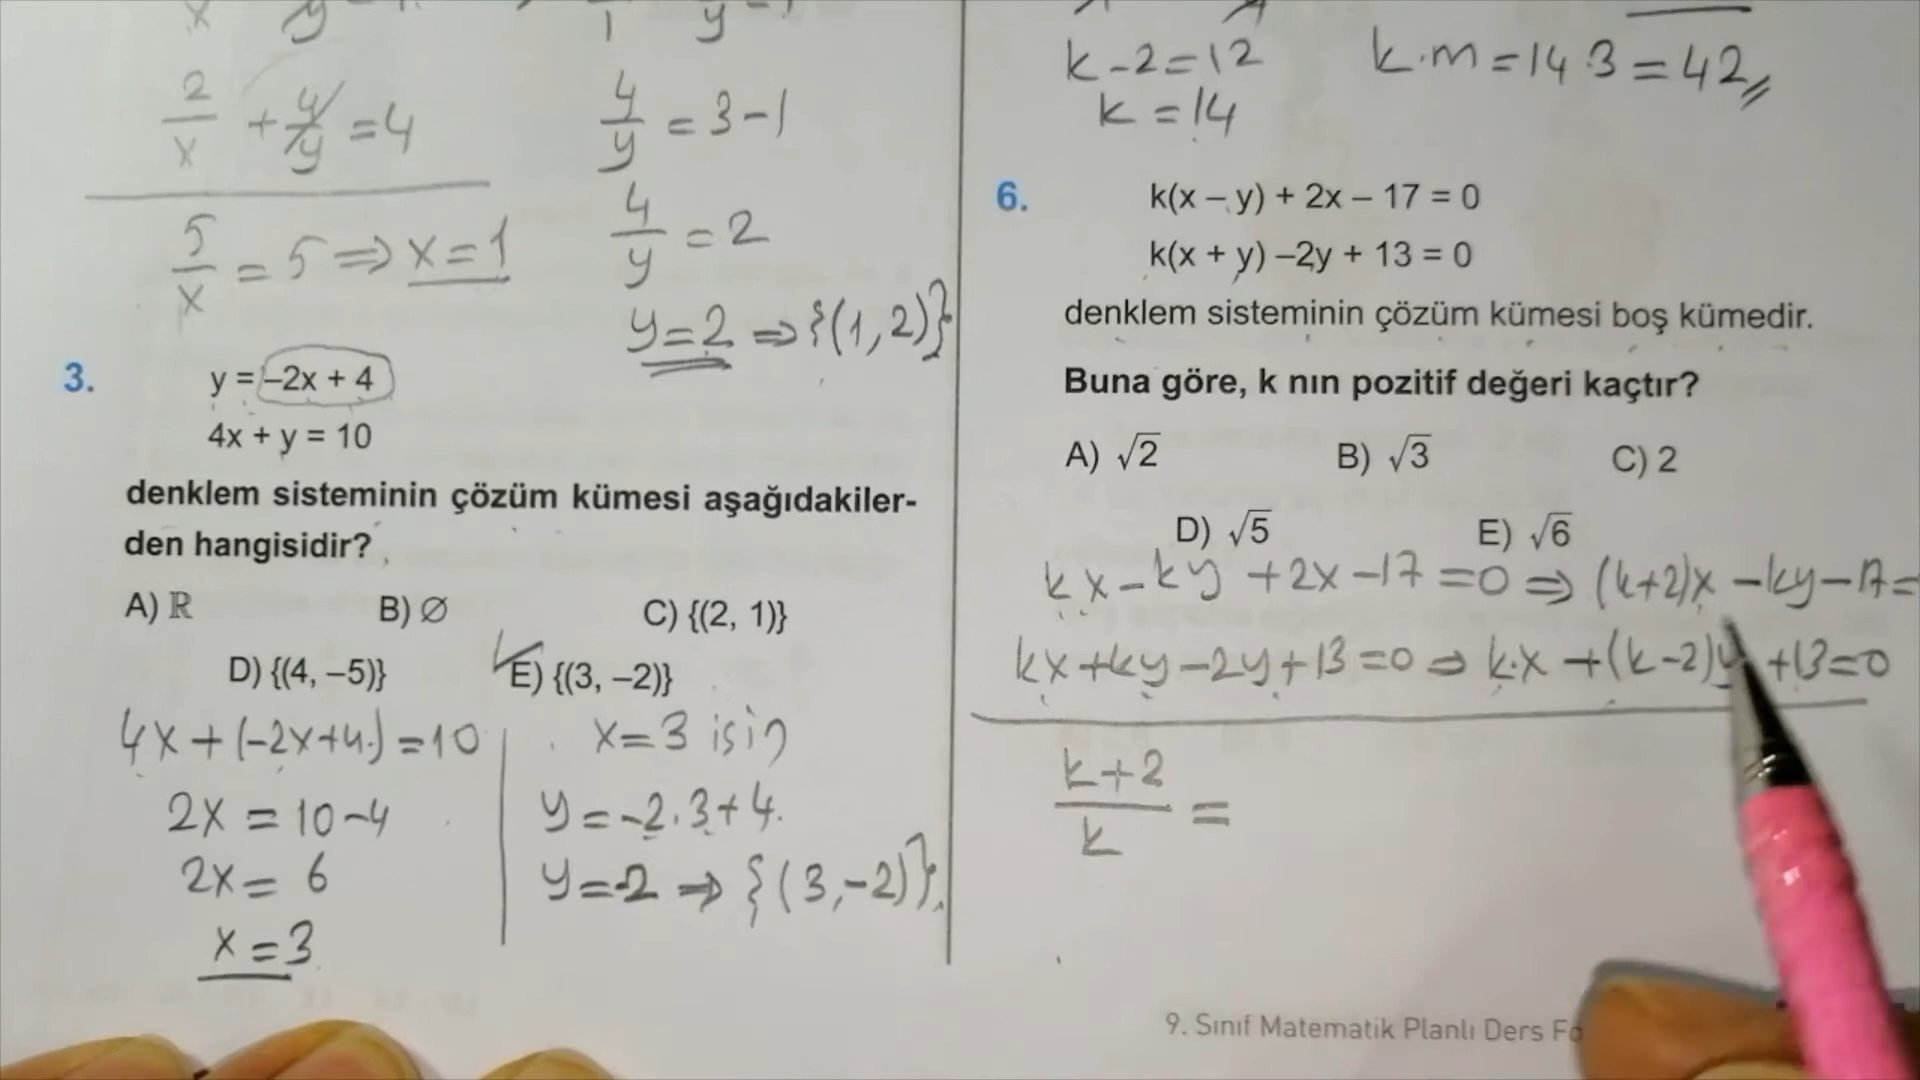 2/x + 4/y = 4
5/x = 5 ⇒ x = 1
4/y = 3 - 1
4/y = 2
y = 2 ⇒ {(1, 2)}
3.
y = -2x + 4
4x + y = 10
denklem sisteminin çözüm kümesi aşağıdakiler-
den hangisidir?
A) ℝ B) ∅ C) {(2, 1)}
D) {(4, -5)} E) {(3, -2)}
4x + (-2x+4) = 10
2x = 10 - 4
2x = 6
x = 3
x = 3 için
y = -2.3 + 4
y = -2 ⇒ {(3, -2)}
k - 2 = 12
k = 14
k.m = 14.3 = 42
6.
k(x – y) + 2x – 17 = 0
k(x + y) –2y + 13 = 0
denklem sisteminin çözüm kümesi boş kümedir.
Buna göre, k nın pozitif değeri kaçtır?
A) √2 B) √3 C) 2
D) √5 E) √6
kx - ky + 2x - 17 = 0 ⇒ (k+2)x - ky - 17 =
kx + ky - 2y + 13 = 0 ⇒ k.x + (k-2)y + 13 = 0
k+2/k =
9. Sınıf Matematik Planlı Ders